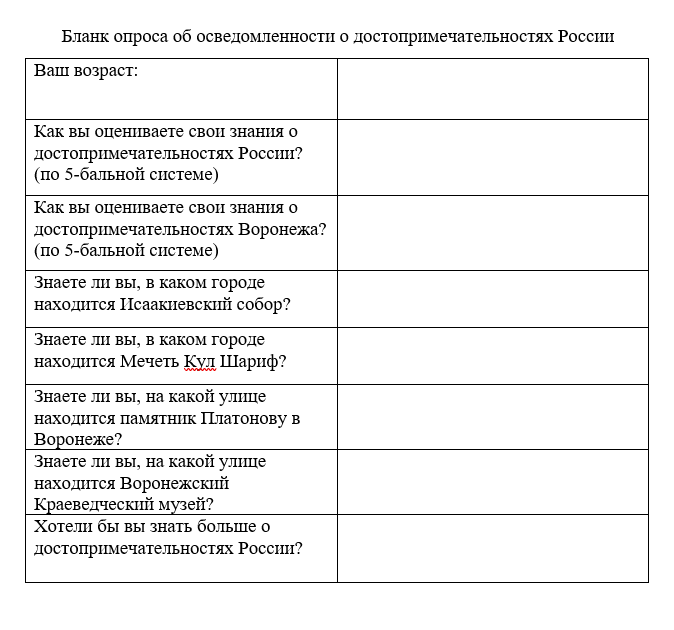 Бланк опроса об осведомленности о достопримечательностях России
Ваш возраст:
Как вы оцениваете свои знания о
достопримечательностях России?
(по 5-бальной системе)
Как вы оцениваете свои знания о
достопримечательностях Воронежа?
(по 5-бальной системе)
Знаете ли вы, в каком городе
находится Исаакиевский собор?
Знаете ли вы, в каком городе
находится Мечеть Кул Шариф?
Знаете ли вы, на какой улице
находится памятник Платонову в
Воронеже?
Знаете ли вы, на какой улице
находится Воронежский
Краеведческий музей?
Хотели бы вы знать больше о
достопримечательностях России?